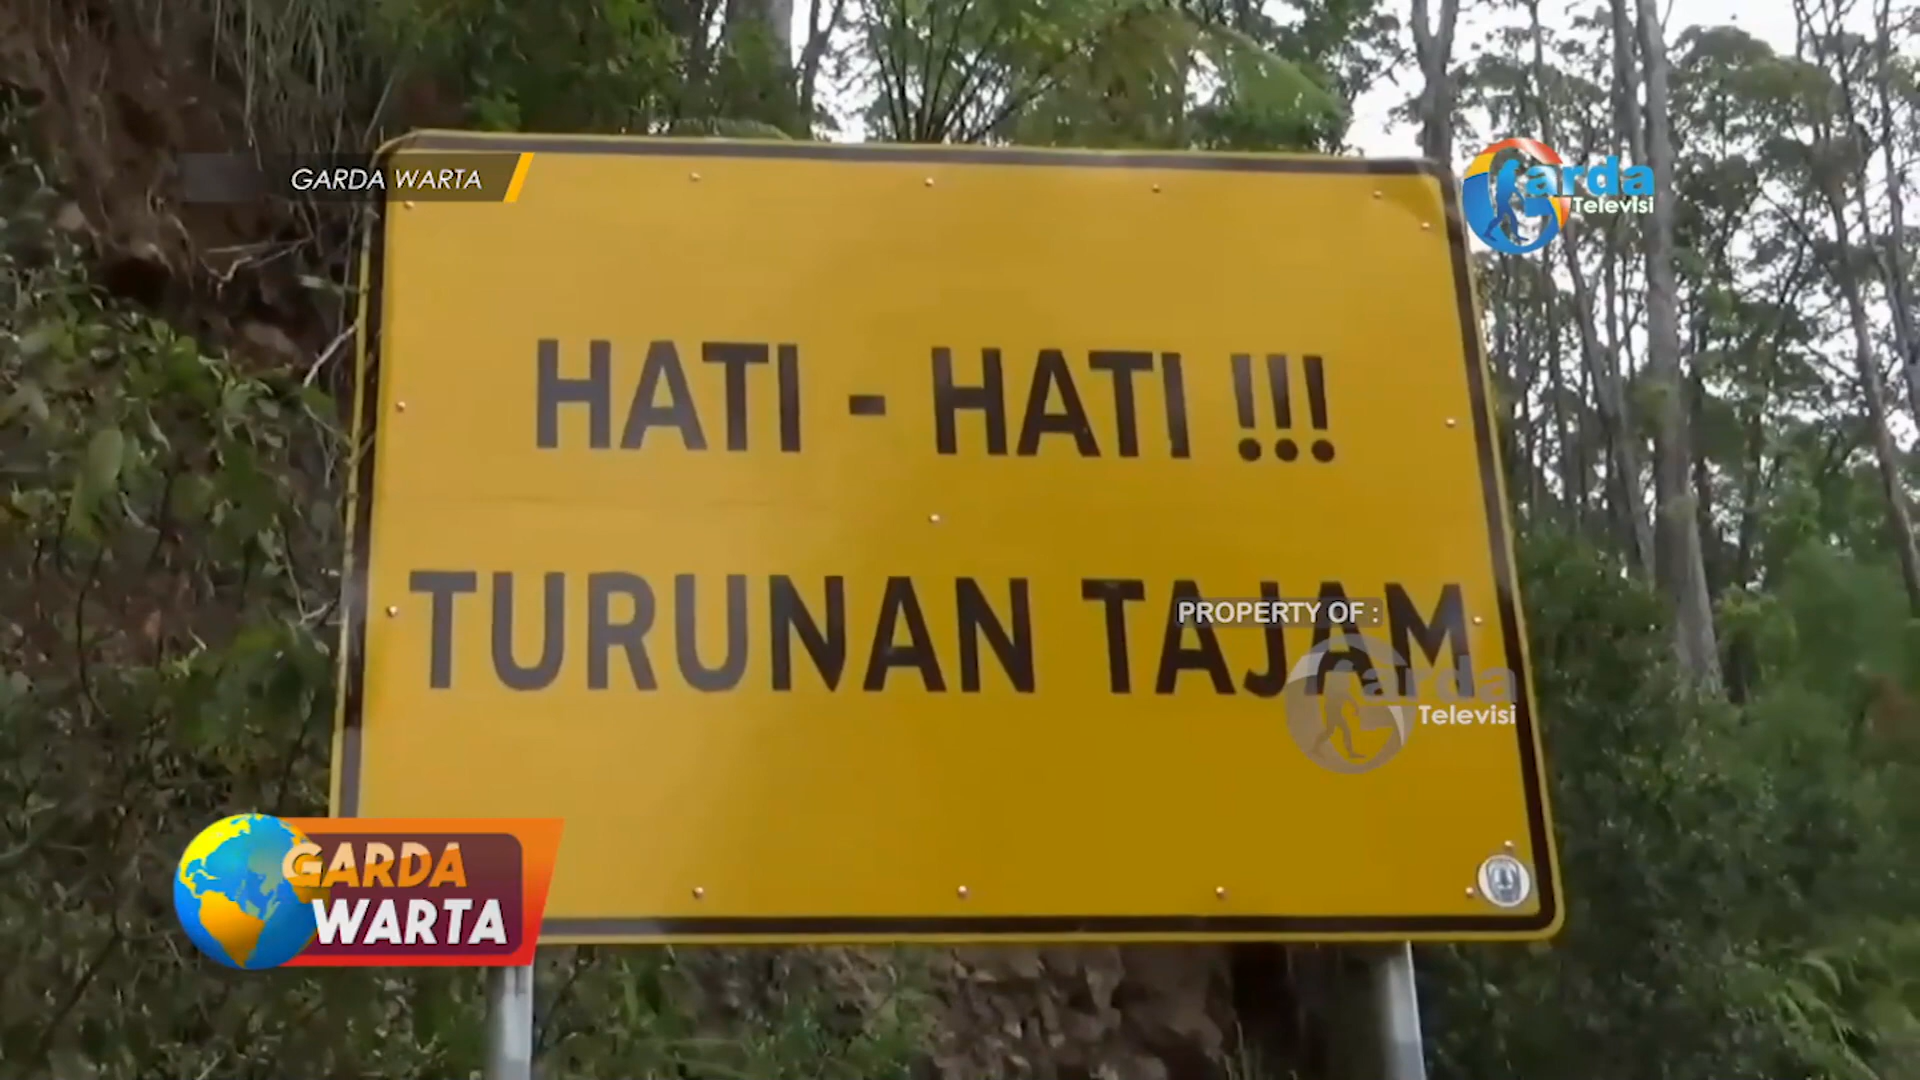 GARDA WARTA
Garda
Televisi
HATI - HATI !!!
TURUNAN TAJAM
PROPERTY OF :
Garda
Televisi
GARDA
WARTA